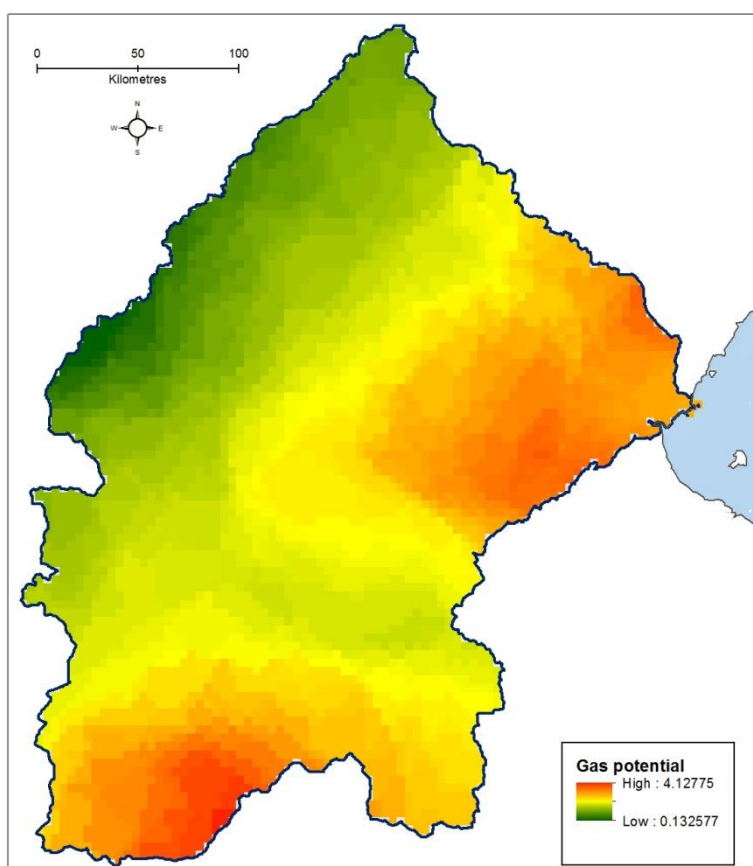 0 50 100
Kilometres
N
W E
S
Gas potential
High : 4.12775
Low : 0.132577